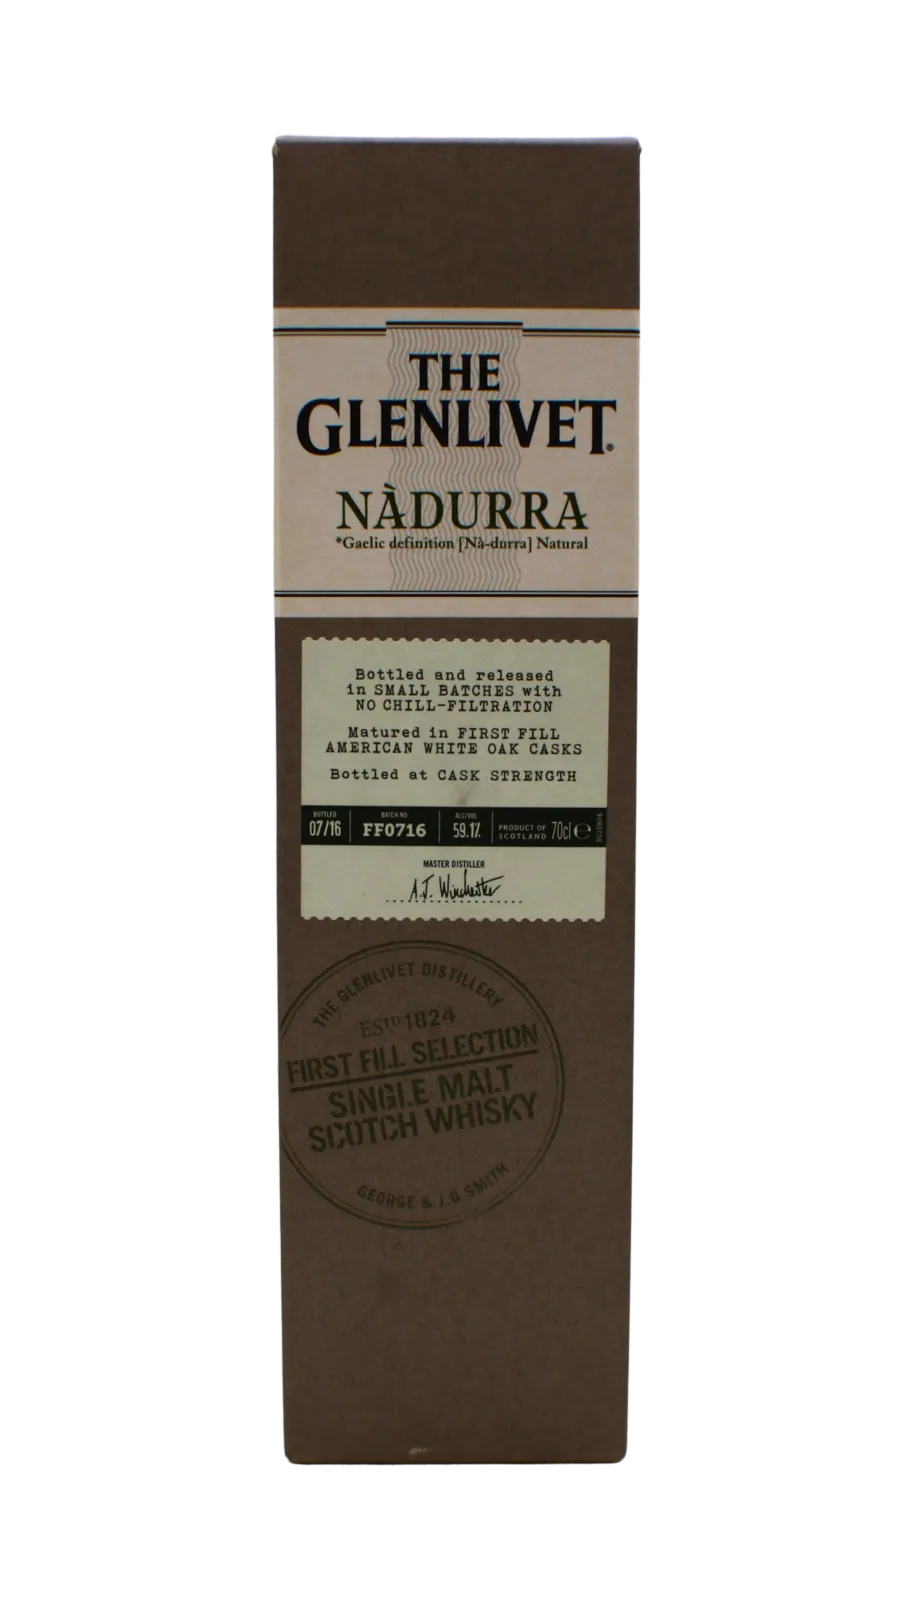 THE
GLENLIVET®
NÀDURRA
*Gaelic definition [Nà-durra] Natural
Bottled and released
in SMALL BATCHES with
NO CHILL-FILTRATION
Matured in FIRST FILL
AMERICAN WHITE OAK CASKS
Bottled at CASK STRENGTH
BOTTLED
07/16
BATCH NO
FF0716
ALC/VOL
59.1%
PRODUCT OF
SCOTLAND
70cl ℮
MASTER DISTILLER
A.J. Winchester
THE GLENLIVET DISTILLERY
ESTD 1824
FIRST FILL SELECTION
SINGLE MALT
SCOTCH WHISKY
GEORGE & J.G SMITH